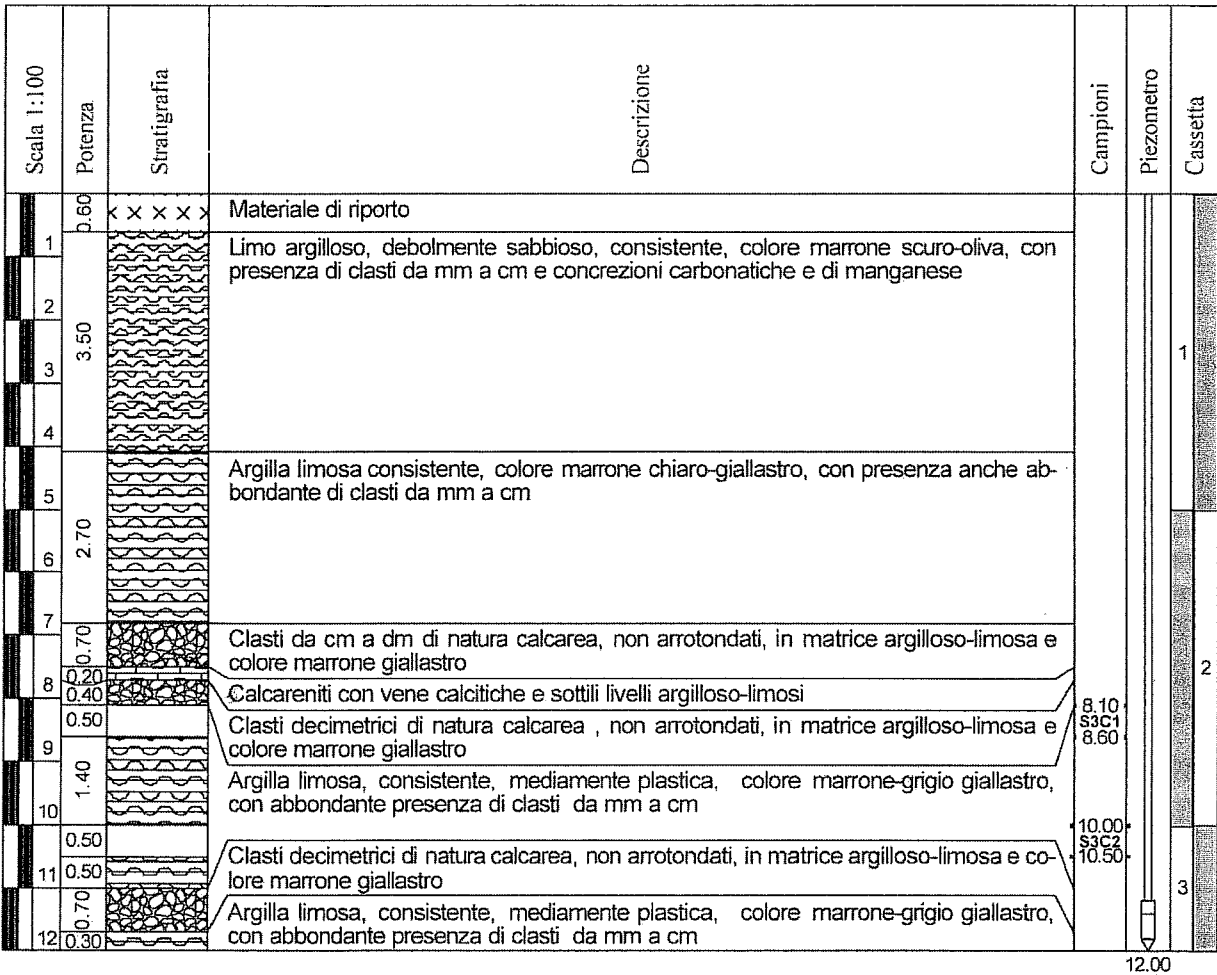 Scala 1:100
Potenza
Stratigrafia
Descrizione
Campioni
Piezometro
Cassetta
0.60
Materiale di riporto
1
2
3
4
3.50
Limo argilloso, debolmente sabbioso, consistente, colore marrone scuro-oliva, con
presenza di clasti da mm a cm e concrezioni carbonatiche e di manganese
1
5
6
7
2.70
Argilla limosa consistente, colore marrone chiaro-giallastro, con presenza anche ab-
bondante di clasti da mm a cm
0.70
Clasti da cm a dm di natura calcarea, non arrotondati, in matrice argilloso-limosa e
colore marrone giallastro
2
8
0.20
0.40
Calcareniti con vene calcitiche e sottili livelli argilloso-limosi
0.50
Clasti decimetrici di natura calcarea , non arrotondati, in matrice argilloso-limosa e
colore marrone giallastro
8.10
S3C1
8.60
9
10
1.40
Argilla limosa, consistente, mediamente plastica, colore marrone-grigio giallastro,
con abbondante presenza di clasti da mm a cm
10.00
S3C2
10.50
0.50
11
0.50
Clasti decimetrici di natura calcarea, non arrotondati, in matrice argilloso-limosa e co-
lore marrone giallastro
3
0.70
12
0.30
Argilla limosa, consistente, mediamente plastica, colore marrone-grigio giallastro,
con abbondante presenza di clasti da mm a cm
12.00